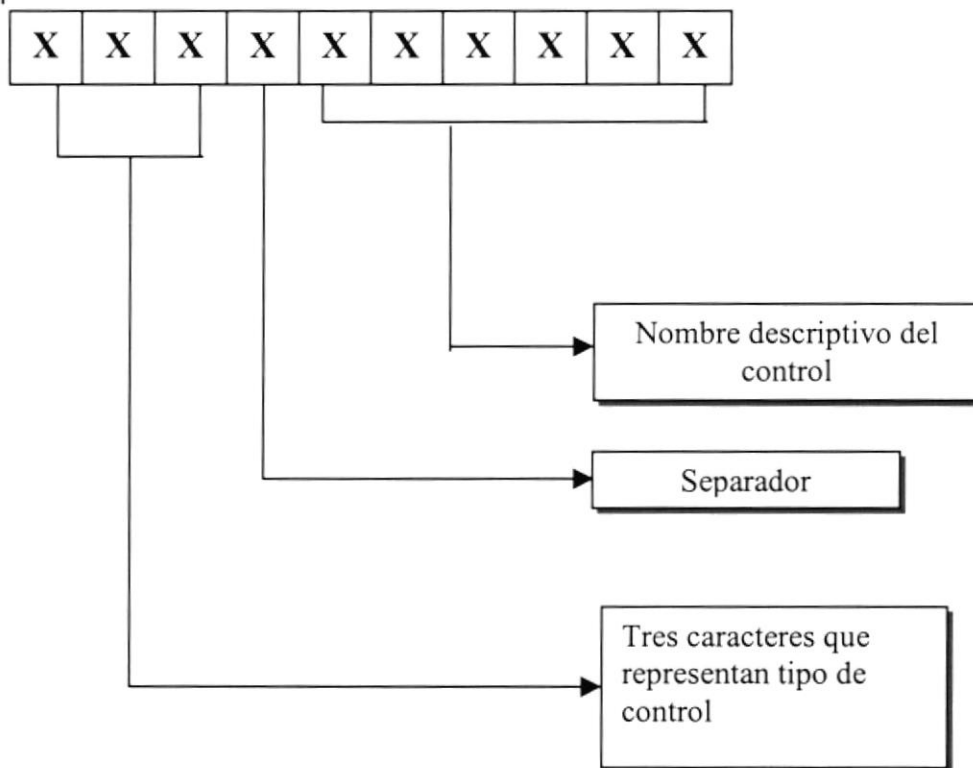 X X X X X X X X X X
Nombre descriptivo del
control
Separador
Tres caracteres que
representan tipo de
control